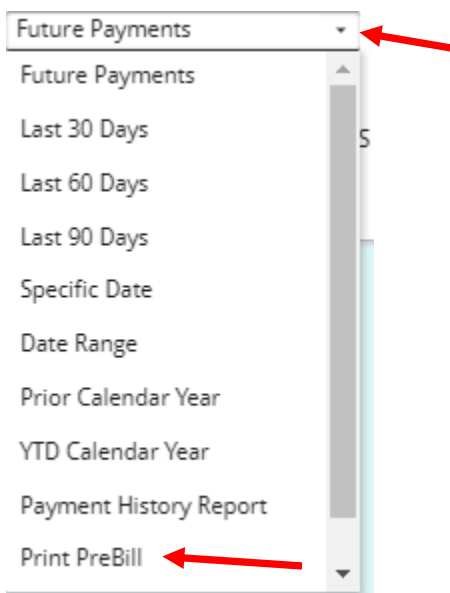 Future Payments
Future Payments
Last 30 Days
S
Last 60 Days
Last 90 Days
Specific Date
Date Range
Prior Calendar Year
YTD Calendar Year
Payment History Report
Print PreBill